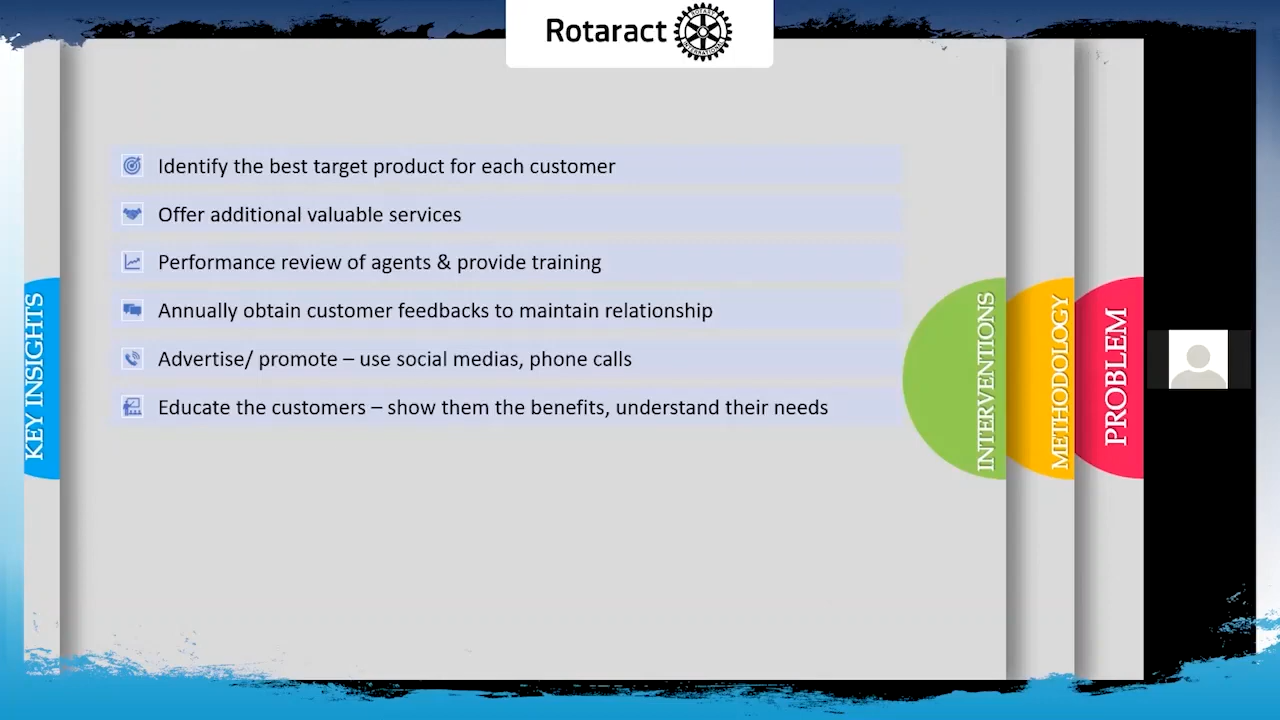 Rotaract
ROTARY
INTERNATIONAL
Identify the best target product for each customer
Offer additional valuable services
Performance review of agents & provide training
Annually obtain customer feedbacks to maintain relationship
Advertise/ promote – use social medias, phone calls
Educate the customers – show them the benefits, understand their needs
KEY INSIGHTS
INTERVENTIONS
METHODOLOGY
PROBLEM